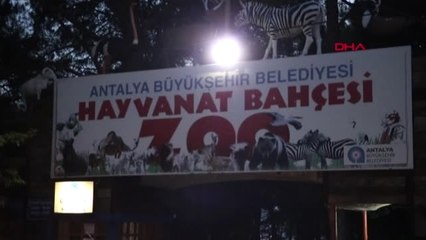 DHA
ANTALYA BÜYÜKŞEHİR BELEDİYESİ
HAYVANAT BAHÇESİ
ZOO
ANTALYA
BÜYÜKŞEHİR
BELEDİYESİ